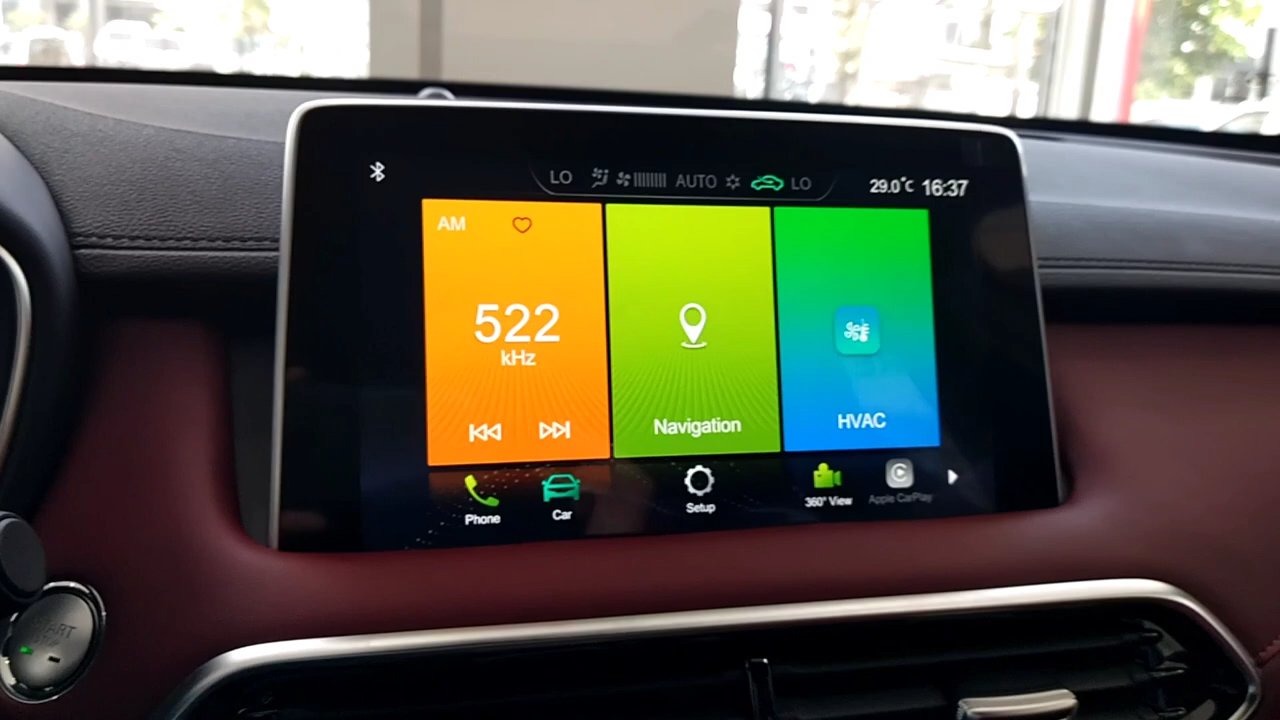 LO AUTO LO
29.0°C 16:37
AM
522
kHz
Navigation
HVAC
Phone
Car
Setup
360° View
Apple CarPlay
START